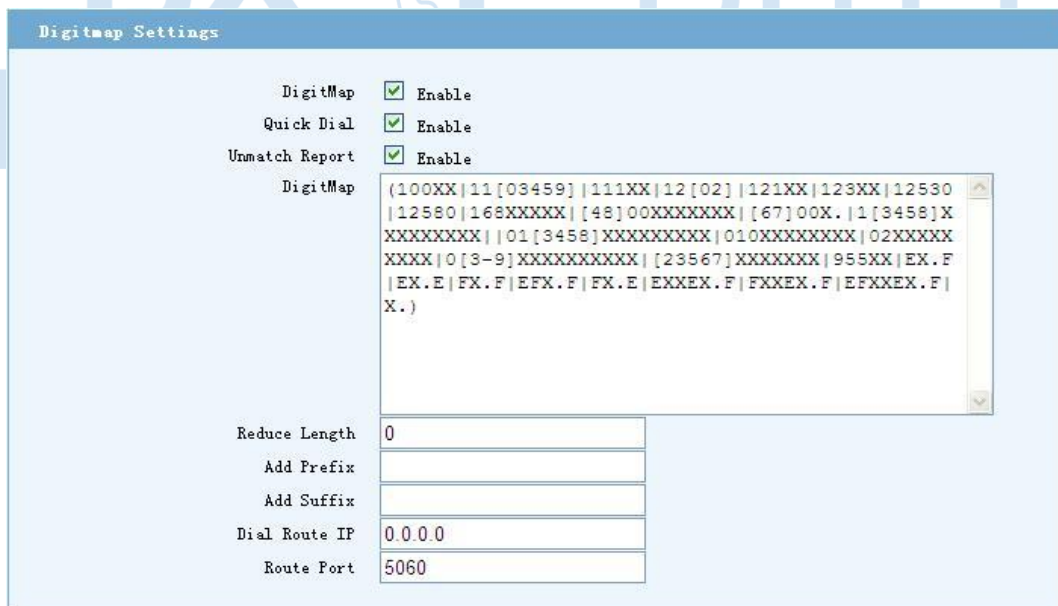 Digitmap Settings
DigitMap Enable
Quick Dial Enable
Unmatch Report Enable
DigitMap
(100XX|11[03459]|111XX|12[02]|121XX|123XX|12530
|12580|168XXXXX|[48]00XXXXXXX|[67]00X.|1[3458]X
XXXXXXXX||01[3458]XXXXXXXXX|010XXXXXXXX|02XXXXX
XXXX|0[3-9]XXXXXXXXXX|[23567]XXXXXXX|955XX|EX.F
|EX.E|FX.F|EFX.F|FX.E|EXXEX.F|FXXEX.F|EFXXEX.F|
X.)
Reduce Length 0
Add Prefix
Add Suffix
Dial Route IP 0.0.0.0
Route Port 5060